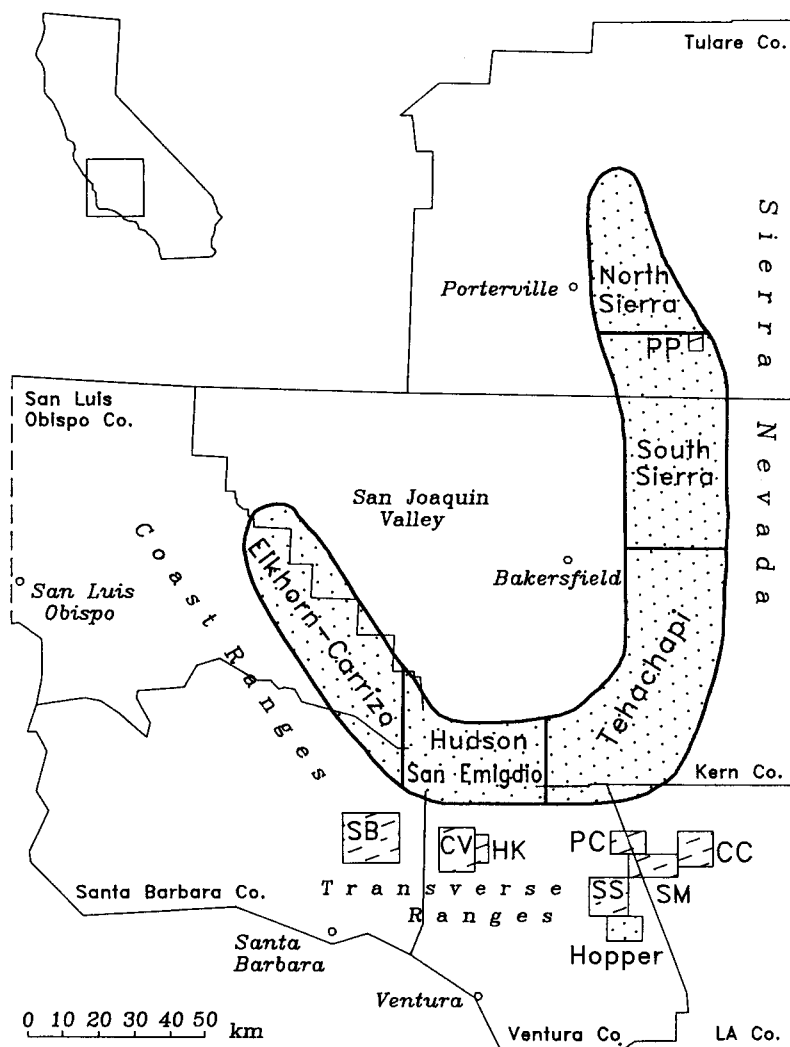 Tulare Co.
Sierra
Nevada
North
Sierra
Porterville
PP
San Luis
Obispo Co.
South
Sierra
San Joaquin
Valley
Coast Ranges
Elkhorn-Carrizo
Bakersfield
San Luis
Obispo
Tehachapi
Hudson
San Emigdio
Kern Co.
SB
CV
HK
PC
CC
SS
SM
Santa Barbara Co.
Transverse
Ranges
Hopper
Santa
Barbara
Ventura
0 10 20 30 40 50 km
Ventura Co.
LA Co.